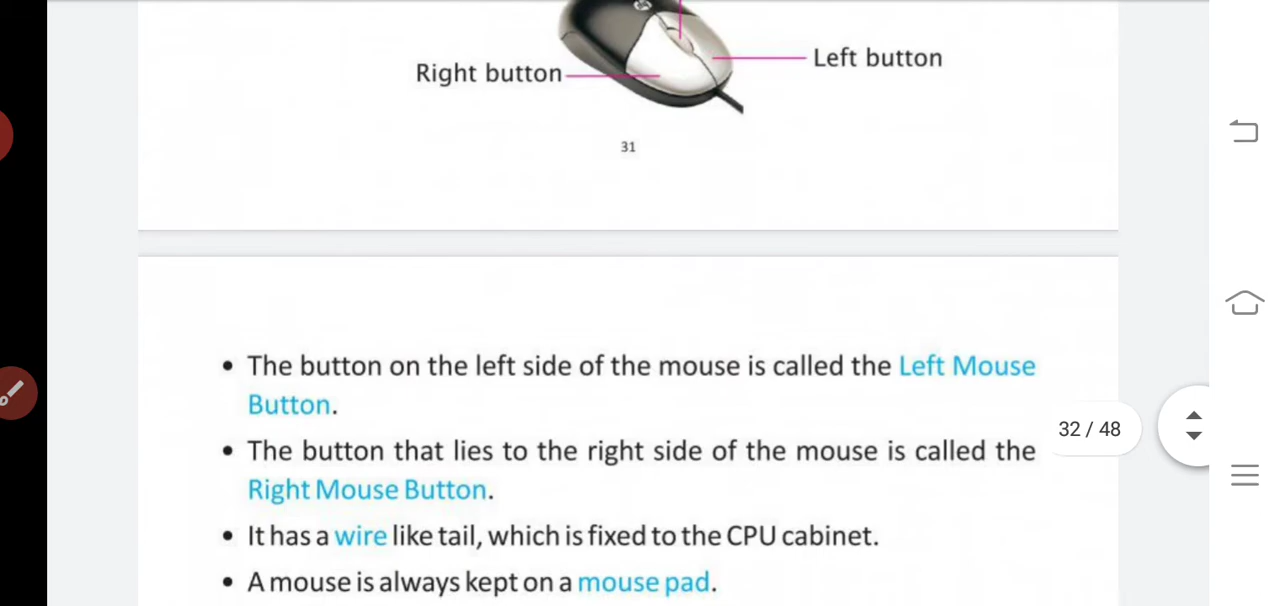 Left button
Right button
31
• The button on the left side of the mouse is called the Left Mouse
Button.
• The button that lies to the right side of the mouse is called the
Right Mouse Button.
• It has a wire like tail, which is fixed to the CPU cabinet.
• A mouse is always kept on a mouse pad.
32 / 48